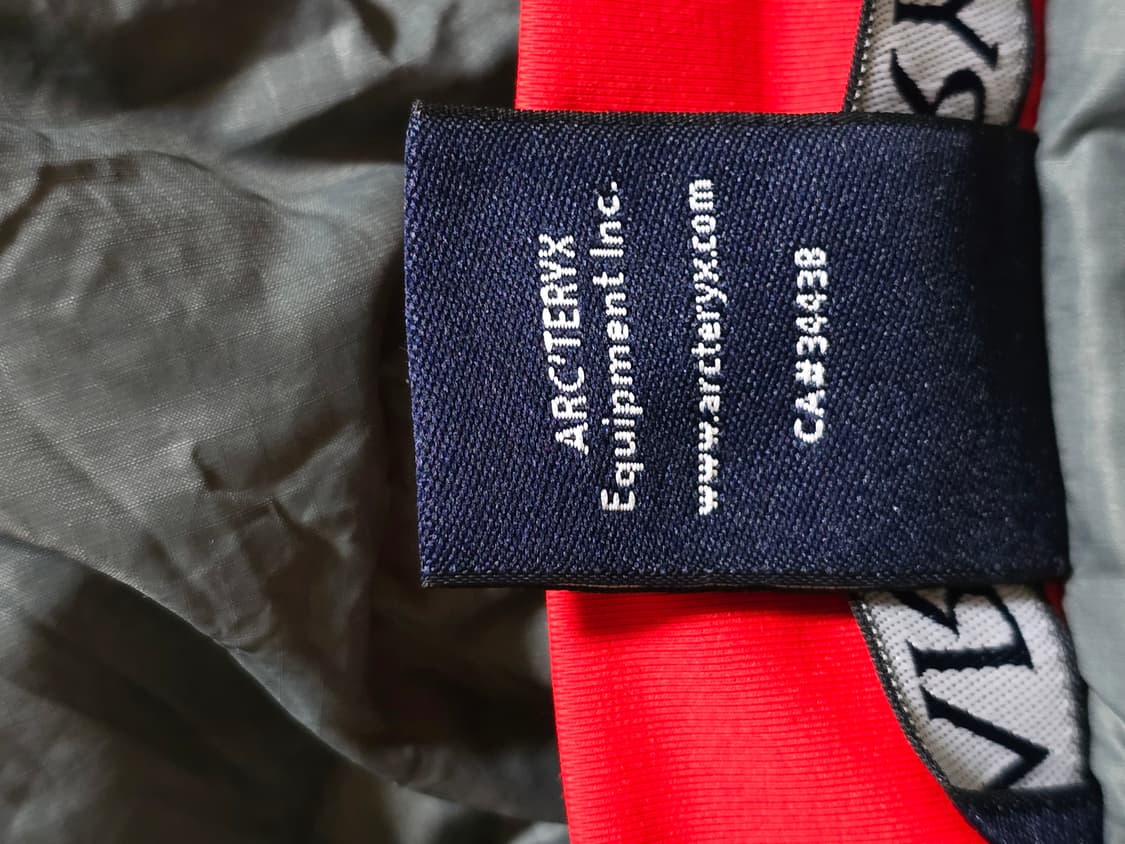 ARC'TERYX
Equipment Inc.
www.arcteryx.com
CA#34438